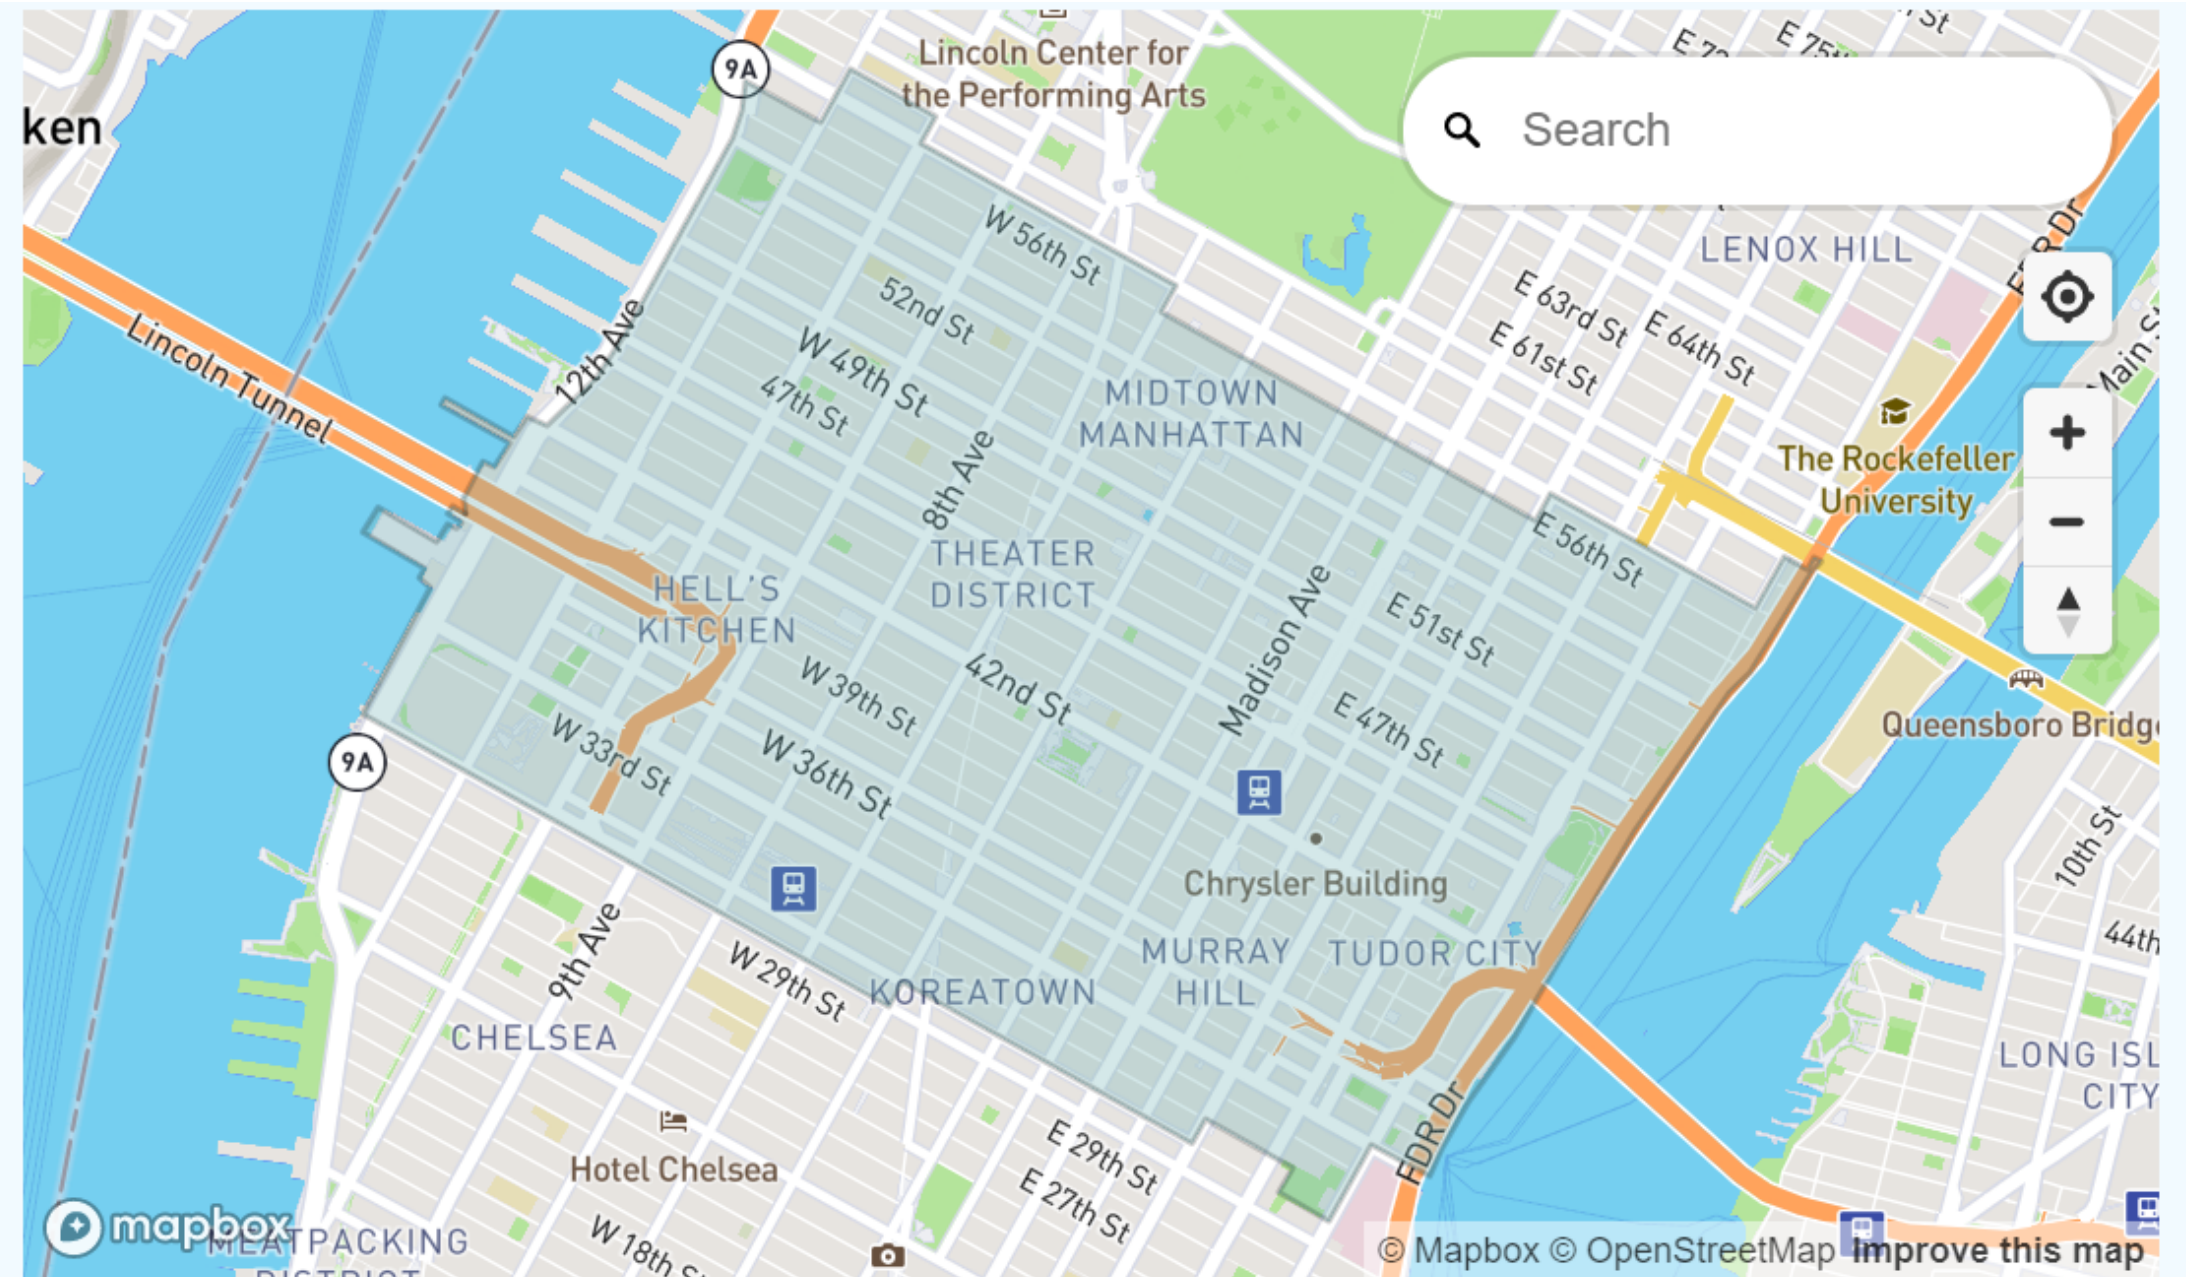 Lincoln Center for
the Performing Arts
9A
ken
Search
W 56th St
LENOX HILL
52nd St
E 63rd St
E 64th St
E 61st St
Lincoln Tunnel
12th Ave
W 49th St
47th St
MIDTOWN
MANHATTAN
Main St
The Rockefeller
University
8th Ave
E 56th St
THEATER
DISTRICT
HELL'S
KITCHEN
Madison Ave
E 51st St
42nd St
W 39th St
E 47th St
Queensboro Bridge
W 33rd St
W 36th St
9A
10th St
Chrysler Building
9th Ave
44th
W 29th St
MURRAY
HILL
TUDOR CITY
KOREATOWN
CHELSEA
LONG ISL
CITY
FDR Dr
E 29th St
Hotel Chelsea
E 27th St
mapbox
MEATPACKING
DISTRICT
W 18th St
© Mapbox © OpenStreetMap Improve this map